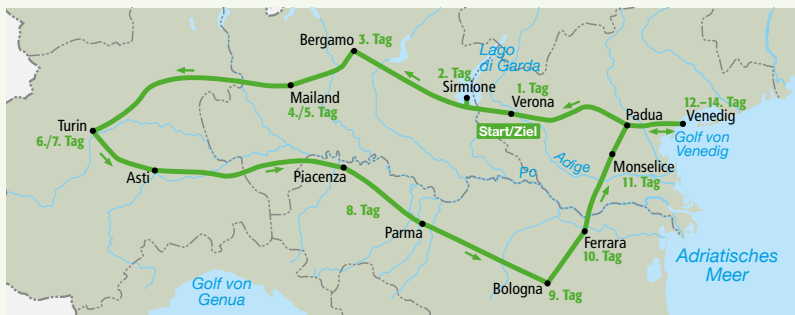 Bergamo
3. Tag
Lago
di Garda
2. Tag
Sirmione
1. Tag
Verona
Mailand
4./5. Tag
Start/Ziel
Padua
12.–14. Tag
Venedig
Golf von
Venedig
Turin
6./7. Tag
Asti
Piacenza
Po
Adige
Monselice
11. Tag
8. Tag
Parma
Ferrara
10. Tag
Bologna
9. Tag
Golf von
Genua
Adriatisches
Meer